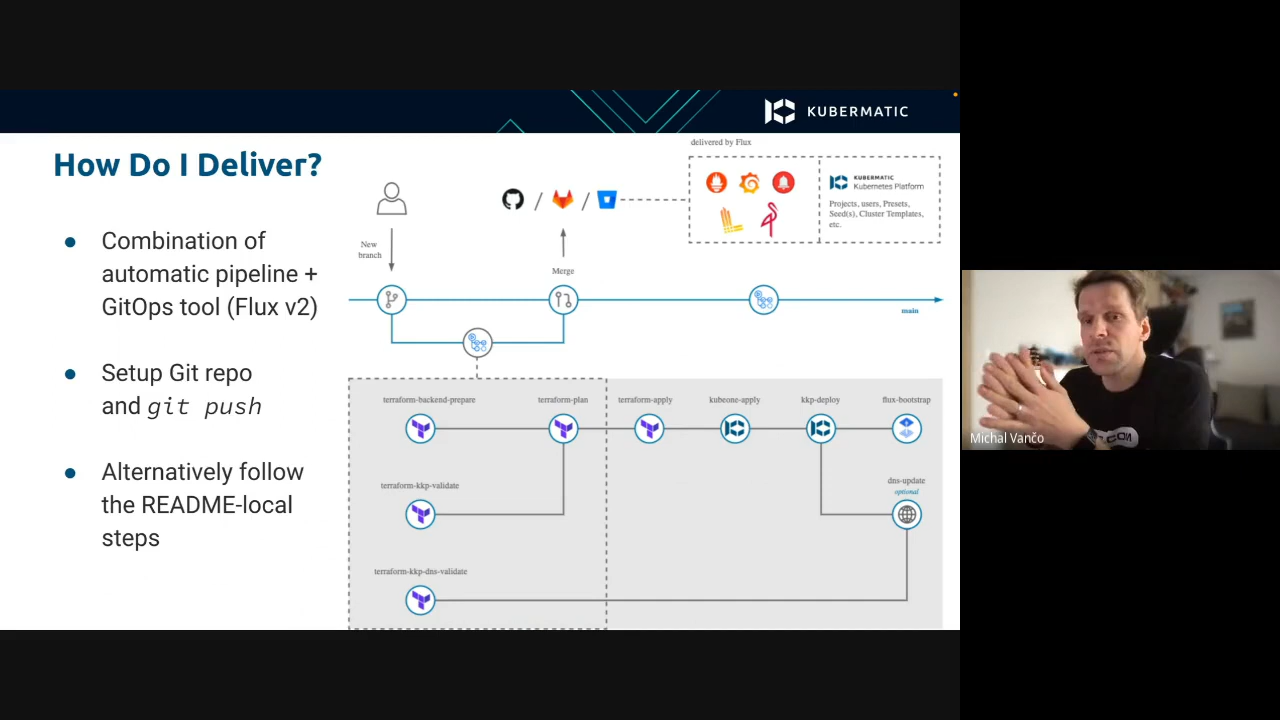 KUBERMATIC
How Do I Deliver?
Combination of
automatic pipeline +
GitOps tool (Flux v2)
Setup Git repo
and git push
Alternatively follow
the README-local
steps
delivered by Flux
KUBERMATIC
Kubernetes Platform
Projects, users, Presets,
Seed(s), Cluster Templates,
etc.
/ /
New
branch
Merge
main
terraform-backend-prepare
terraform-plan
terraform-apply
kubeone-apply
kkp-deploy
flux-bootstrap
terraform-kkp-validate
dns-update
optional
terraform-kkp-dns-validate
Michal Vančo
.COM